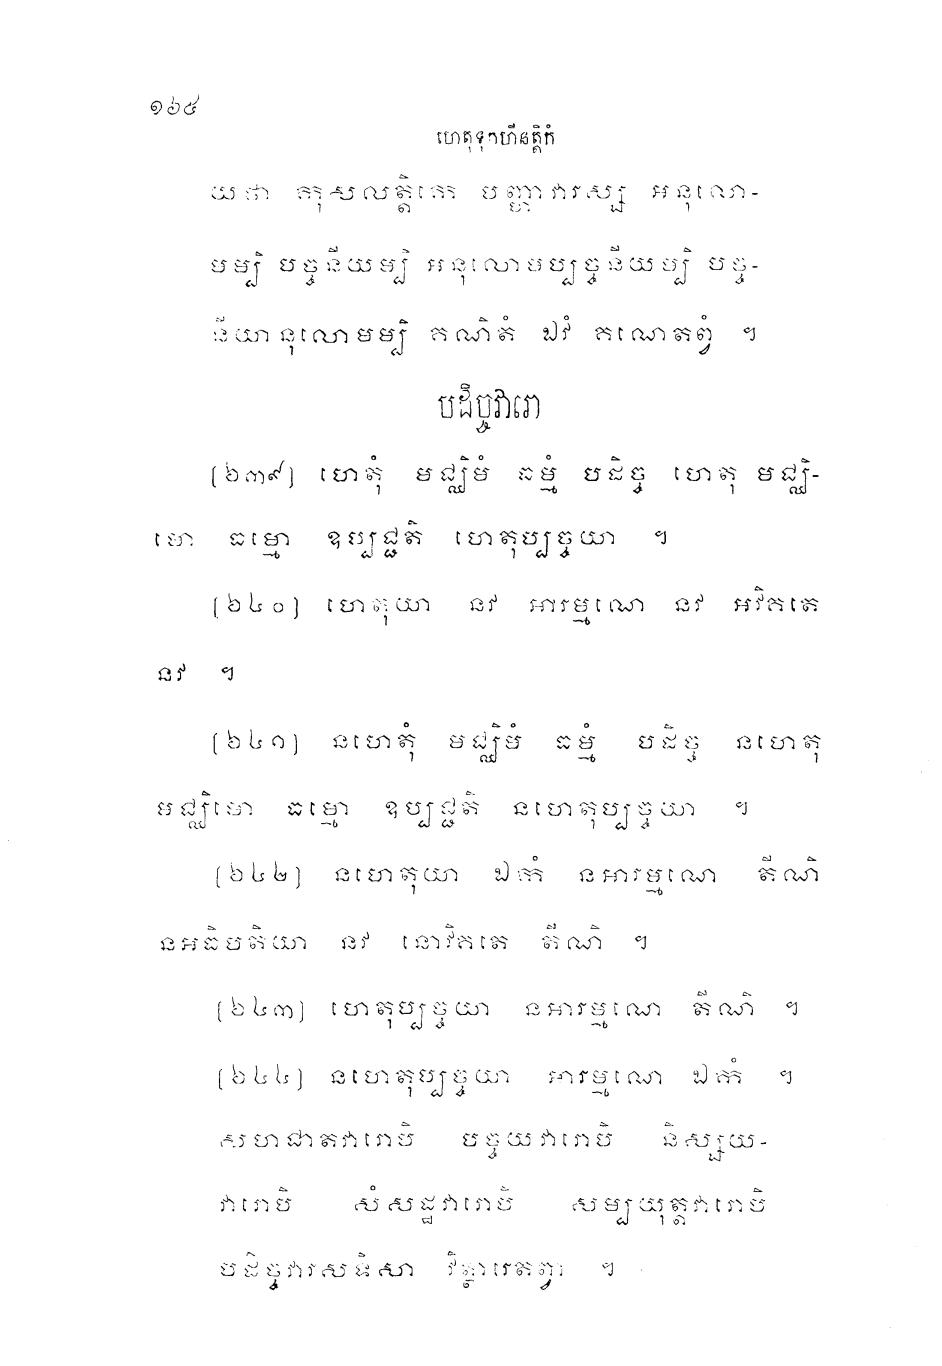 ១៦៤
ហេតុទុកហីនត្តិកំ
យថា កុសលត្តិកេ បញ្ហាវារស្ស អនុលោ-
មម្បិ បច្ចនីយម្បិ អនុលោមប្បច្ចនីយម្បិ បច្ច-
នីយានុលោមម្បិ គណិតំ ឯវំ គណេតព្វំ ។
បដិច្ចវារោ
(៦៣៩) ហេតុំ មជ្ឈិមំ ធម្មំ បដិច្ច ហេតុ មជ្ឈិ-
មោ ធម្មោ ឧប្បជ្ជតិ ហេតុប្បច្ចយា ។
(៦៤០) ហេតុយា នវ អារម្មណេ នវ អវិគតេ
នវ ។
(៦៤១) នហេតុំ មជ្ឈិមំ ធម្មំ បដិច្ច នហេតុ
មជ្ឈិមោ ធម្មោ ឧប្បជ្ជតិ នហេតុប្បច្ចយា ។
(៦៤២) នហេតុយា ឯកំ នអារម្មណេ តីណិ
នអធិបតិយា នវ នោវិគតេ តីណិ ។
(៦៤៣) ហេតុប្បច្ចយា នអារម្មណេ តីណិ ។
(៦៤៤) នហេតុប្បច្ចយា អារម្មណេ ឯកំ ។
សហជាតវារោបិ បច្ចយវារោបិ និស្សយ-
វារោបិ សំសដ្ឋវារោបិ សម្បយុត្តវារោបិ
បដិច្ចវារសទិសា វិត្ថារេតព្វា ។